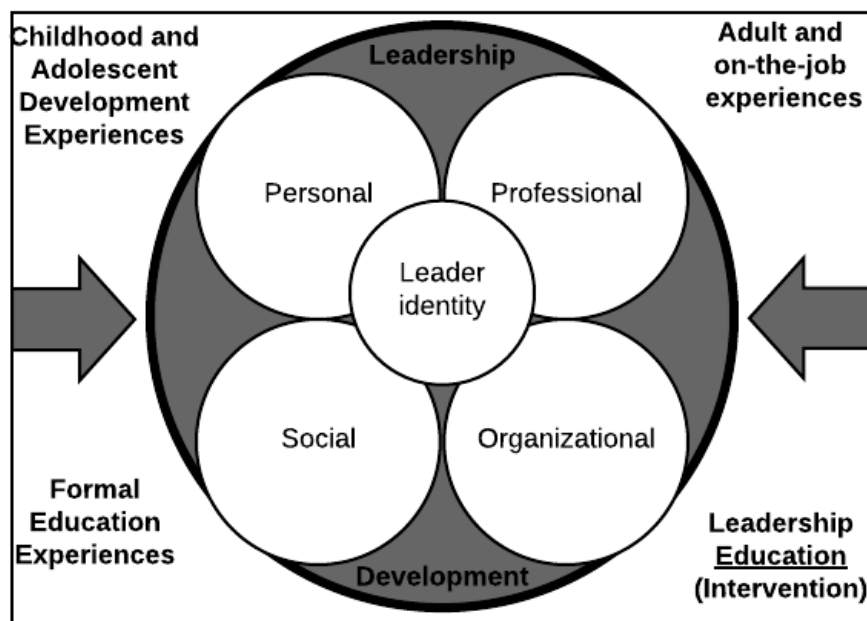 Childhood and
Adolescent
Development
Experiences
Leadership
Adult and
on-the-job
experiences
Personal
Professional
Leader
identity
Social
Organizational
Formal
Education
Experiences
Development
Leadership
Education
(Intervention)